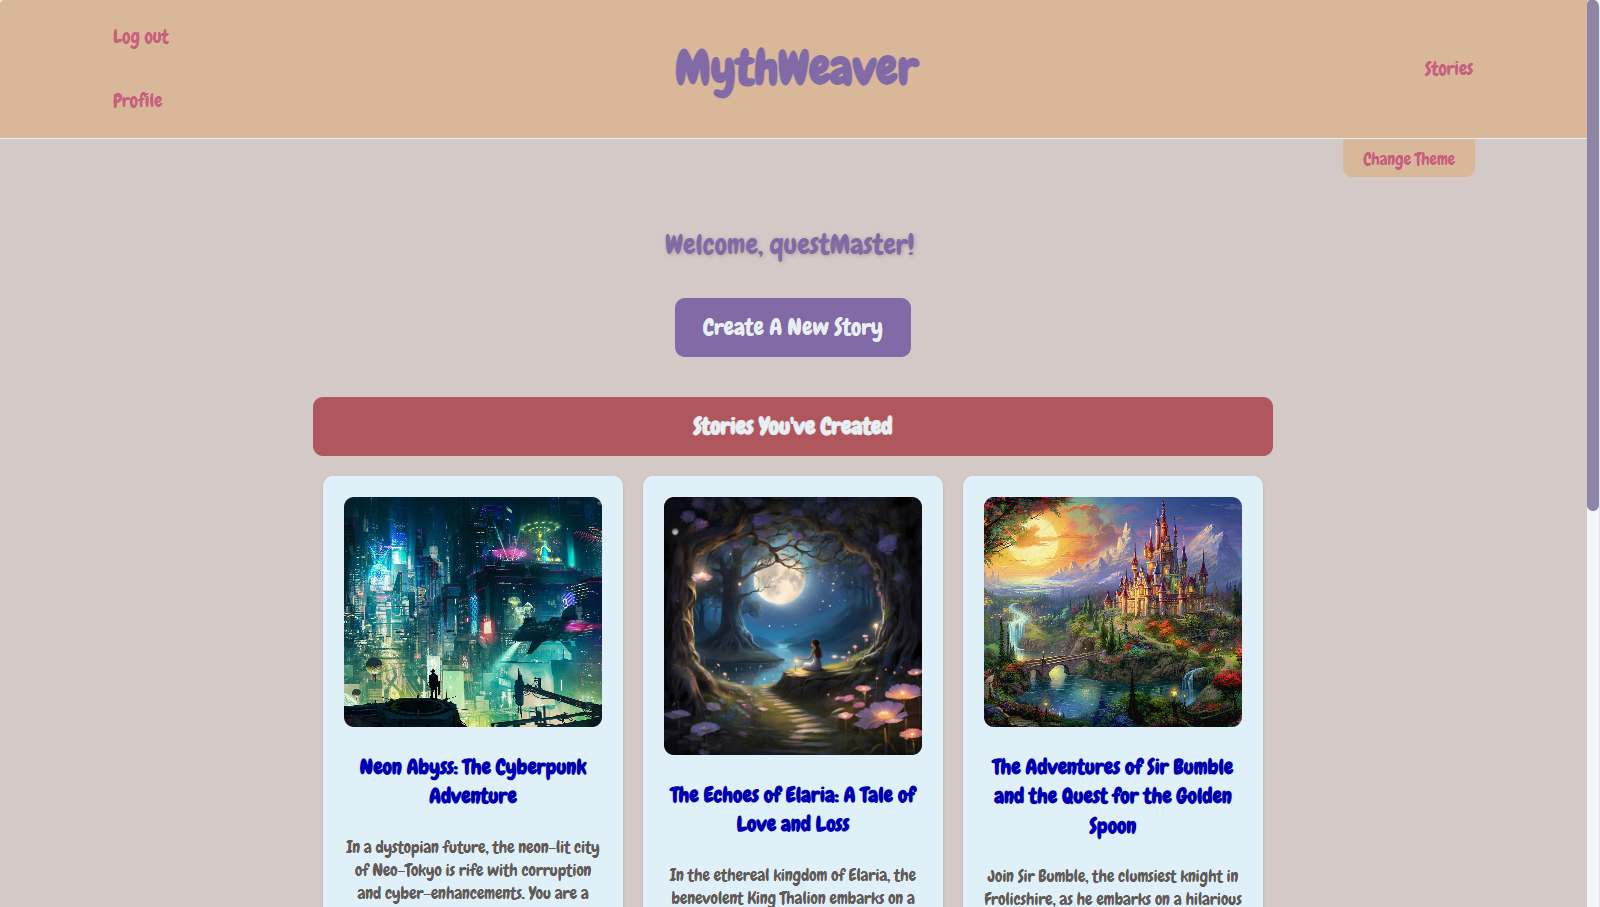 Log out
Profile
MythWeaver
Stories
Change Theme
Welcome, questMaster!
Create A New Story
Stories You've Created
Neon Abyss: The Cyberpunk
Adventure
In a dystopian future, the neon-lit city
of Neo-Tokyo is rife with corruption
and cyber-enhancements. You are a
The Echoes of Elaria: A Tale of
Love and Loss
In the ethereal kingdom of Elaria, the
benevolent King Thalion embarks on a
The Adventures of Sir Bumble
and the Quest for the Golden
Spoon
Join Sir Bumble, the clumsiest knight in
Frolicshire, as he embarks on a hilarious